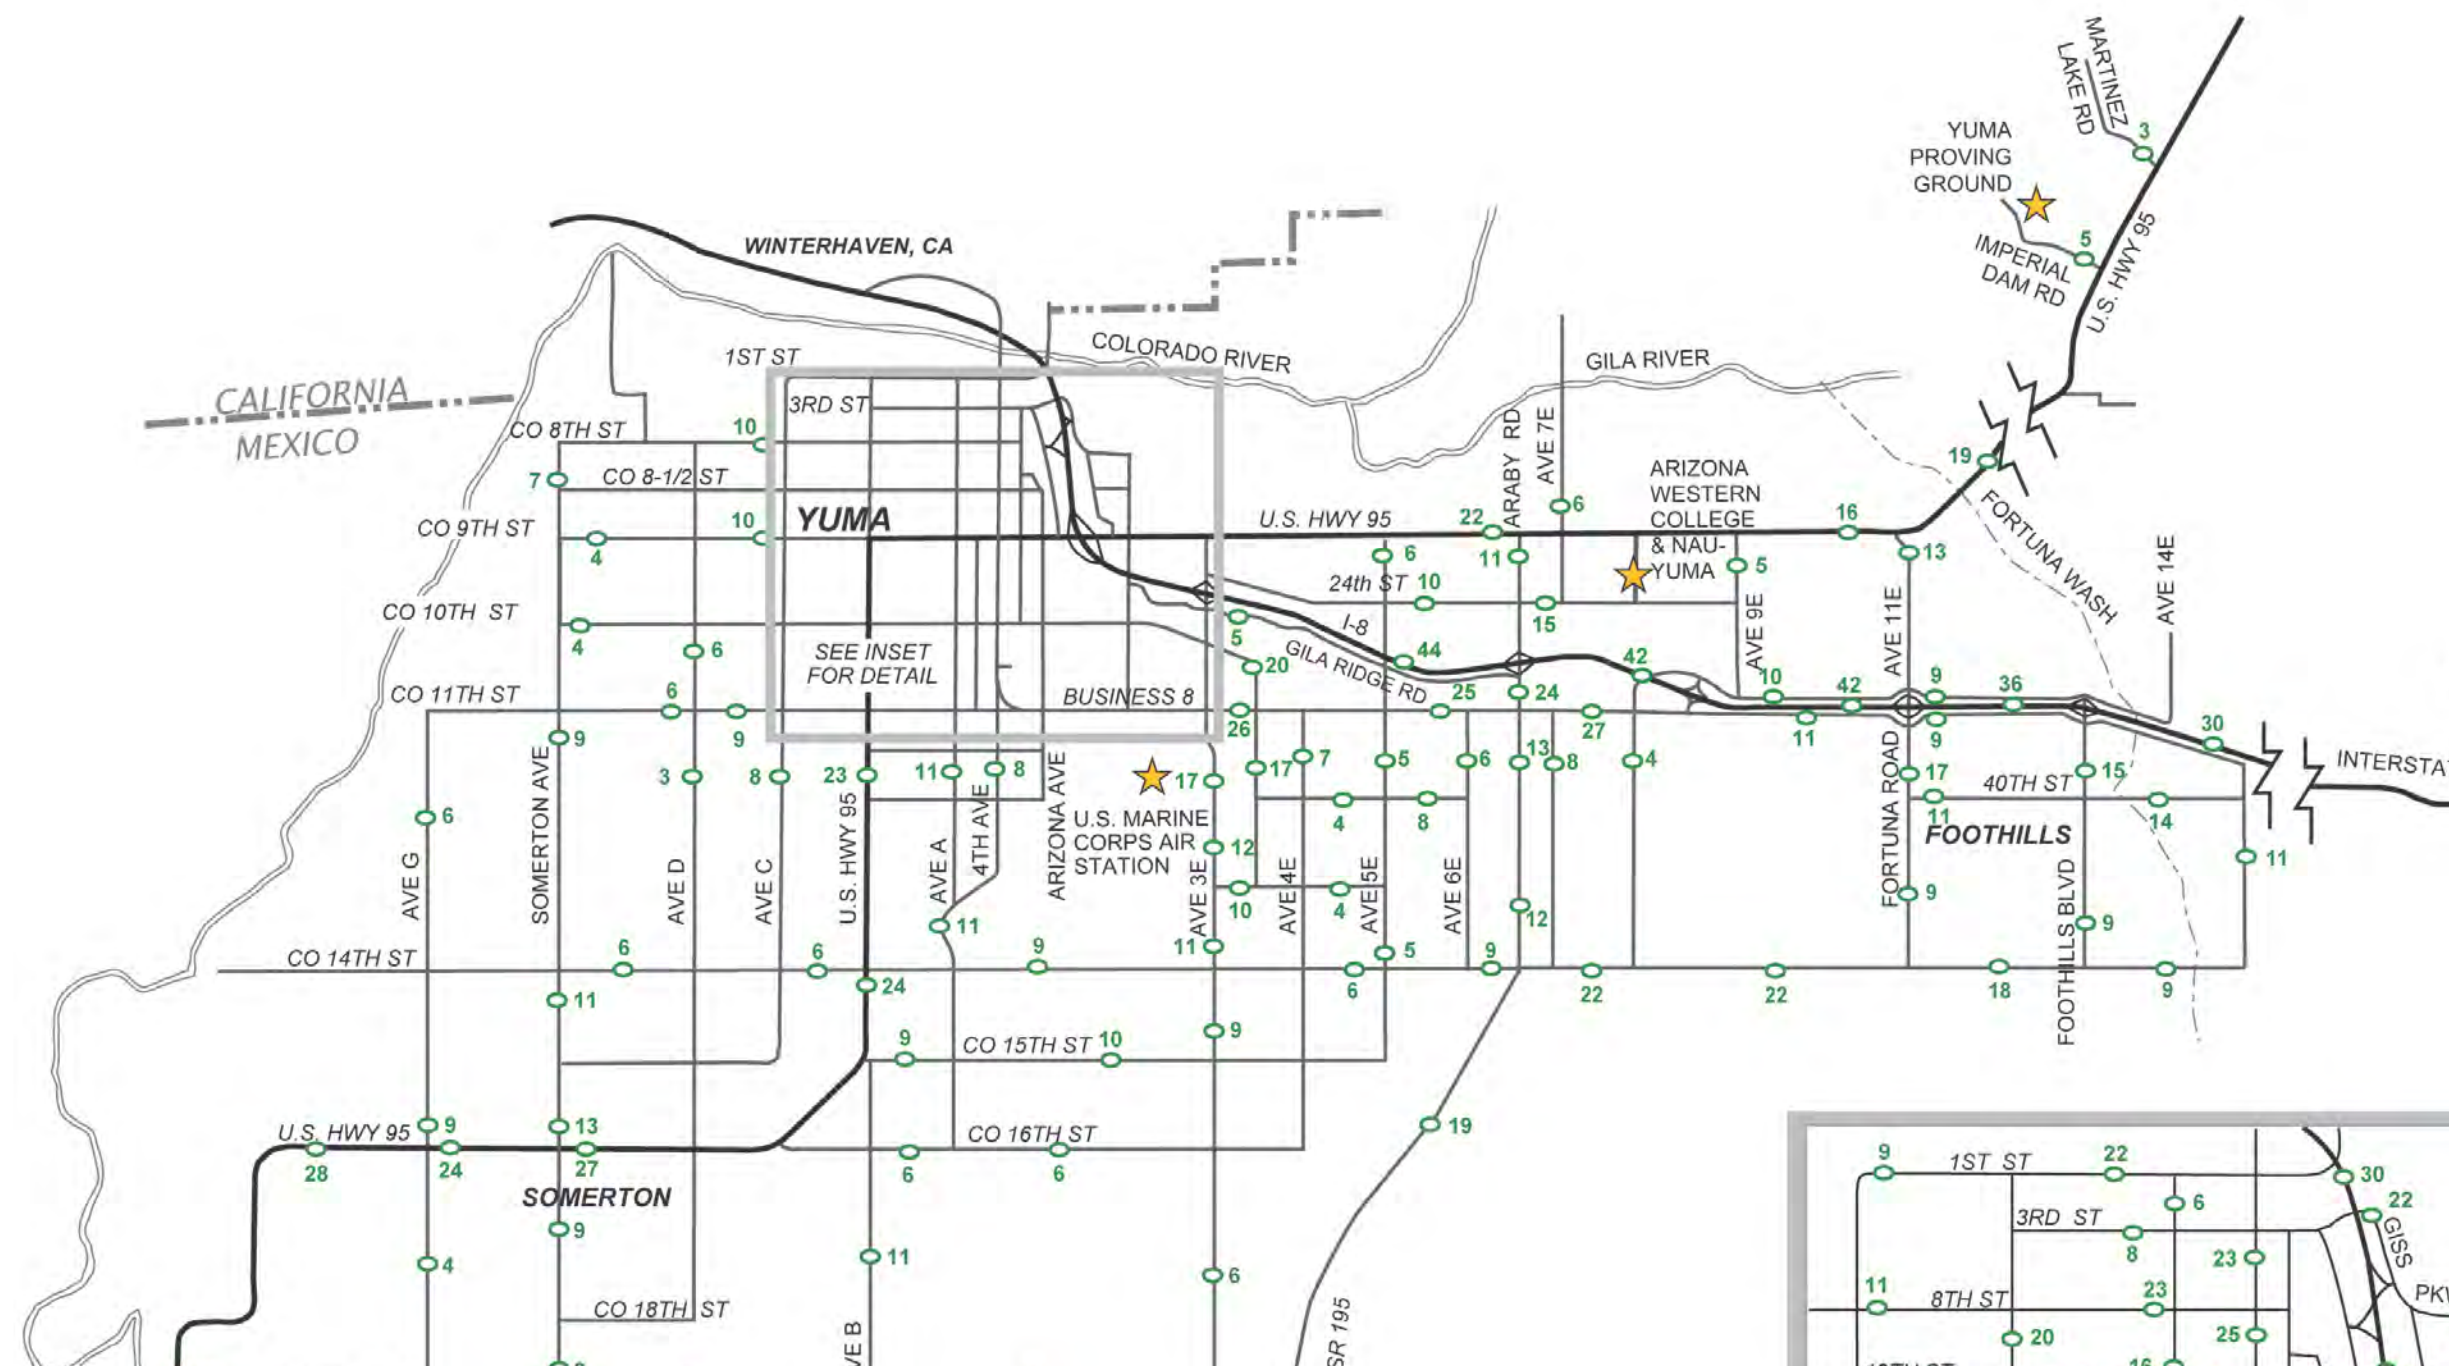 MARTINEZ
LAKE RD
3
YUMA
PROVING
GROUND
5
IMPERIAL
DAM RD
U.S. HWY 95
WINTERHAVEN, CA
COLORADO RIVER
GILA RIVER
CALIFORNIA
MEXICO
1ST ST
3RD ST
CO 8TH ST
10
7
CO 8-1/2 ST
CO 9TH ST
4
10
YUMA
U.S. HWY 95
22
ARABY RD
AVE 7E
6
ARIZONA
WESTERN
COLLEGE
& NAU-
YUMA
16
19
FORTUNA WASH
13
AVE 14E
6
11
5
24th ST
10
15
AVE 9E
AVE 11E
CO 10TH ST
4
6
SEE INSET
FOR DETAIL
5
I-8
44
GILA RIDGE RD
20
42
CO 11TH ST
6
9
BUSINESS 8
26
25
24
27
10
42
9
36
30
11
9
INTERSTA
9
3
8
23
11
8
17
17
7
5
6
13
8
4
17
15
40TH ST
11
14
FOOTHILLS
11
6
U.S. MARINE
CORPS AIR
STATION
12
4
8
AVE G
SOMERTON AVE
AVE D
AVE C
U.S. HWY 95
AVE A
4TH AVE
ARIZONA AVE
AVE 3E
AVE 4E
AVE 5E
AVE 6E
FORTUNA ROAD
FOOTHILLS BLVD
10
4
12
9
9
11
11
5
CO 14TH ST
6
6
9
6
9
22
22
18
9
11
24
9
9
CO 15TH ST
10
19
U.S. HWY 95
9
13
28
24
27
CO 16TH ST
6
6
SOMERTON
9
4
11
6
CO 18TH ST
SR 195
9
1ST ST
22
30
6
22
3RD ST
8
23
GISS
11
8TH ST
23
20
25